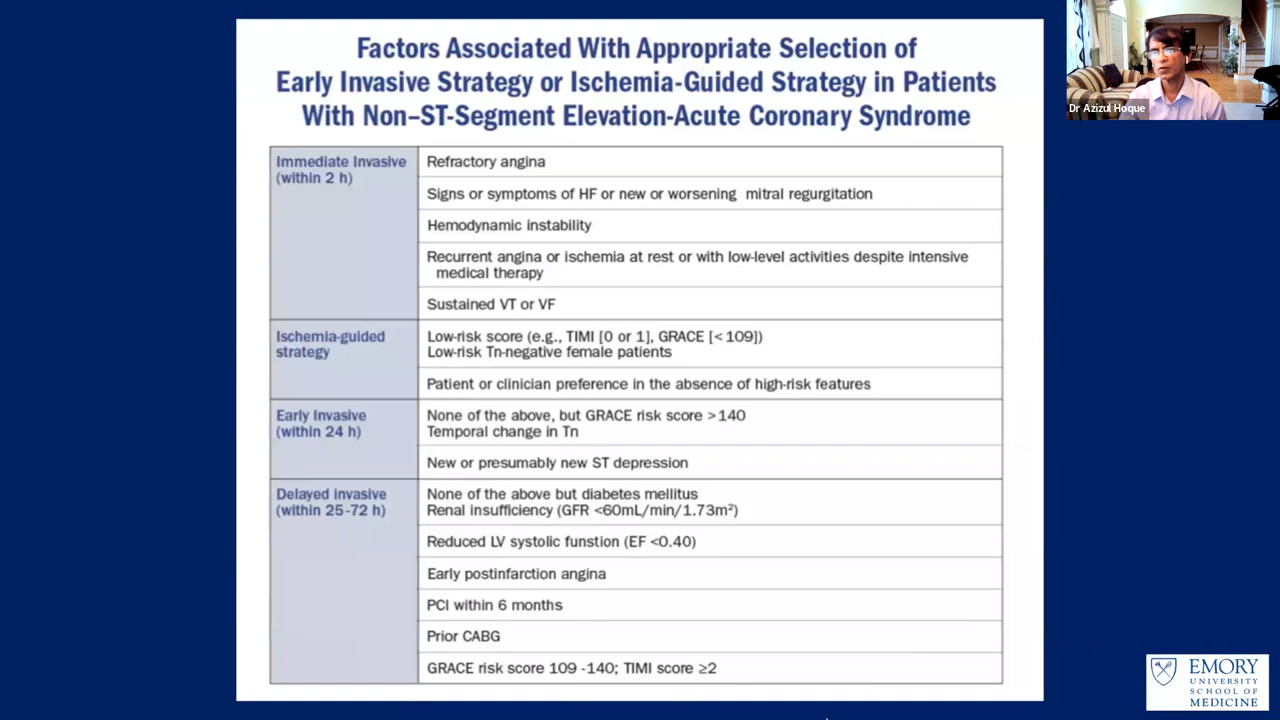 Factors Associated With Appropriate Selection of
Early Invasive Strategy or Ischemia-Guided Strategy in Patients
With Non–ST-Segment Elevation-Acute Coronary Syndrome
Immediate Invasive
(within 2 h)
Refractory angina
Signs or symptoms of HF or new or worsening mitral regurgitation
Hemodynamic instability
Recurrent angina or ischemia at rest or with low-level activities despite intensive
medical therapy
Sustained VT or VF
Ischemia-guided
strategy
Low-risk score (e.g., TIMI [0 or 1], GRACE [<109])
Low-risk Tn-negative female patients
Patient or clinician preference in the absence of high-risk features
Early Invasive
(within 24 h)
None of the above, but GRACE risk score >140
Temporal change in Tn
New or presumably new ST depression
Delayed invasive
(within 25-72 h)
None of the above but diabetes mellitus
Renal insufficiency (GFR <60mL/min/1.73m²)
Reduced LV systolic funstion (EF <0.40)
Early postinfarction angina
PCI within 6 months
Prior CABG
GRACE risk score 109 -140; TIMI score ≥2
Dr Azizul Hoque
EMORY
UNIVERSITY
SCHOOL OF
MEDICINE